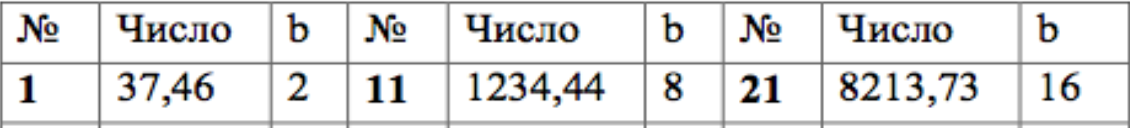 № Число b № Число b № Число b
1 37,46 2 11 1234,44 8 21 8213,73 16